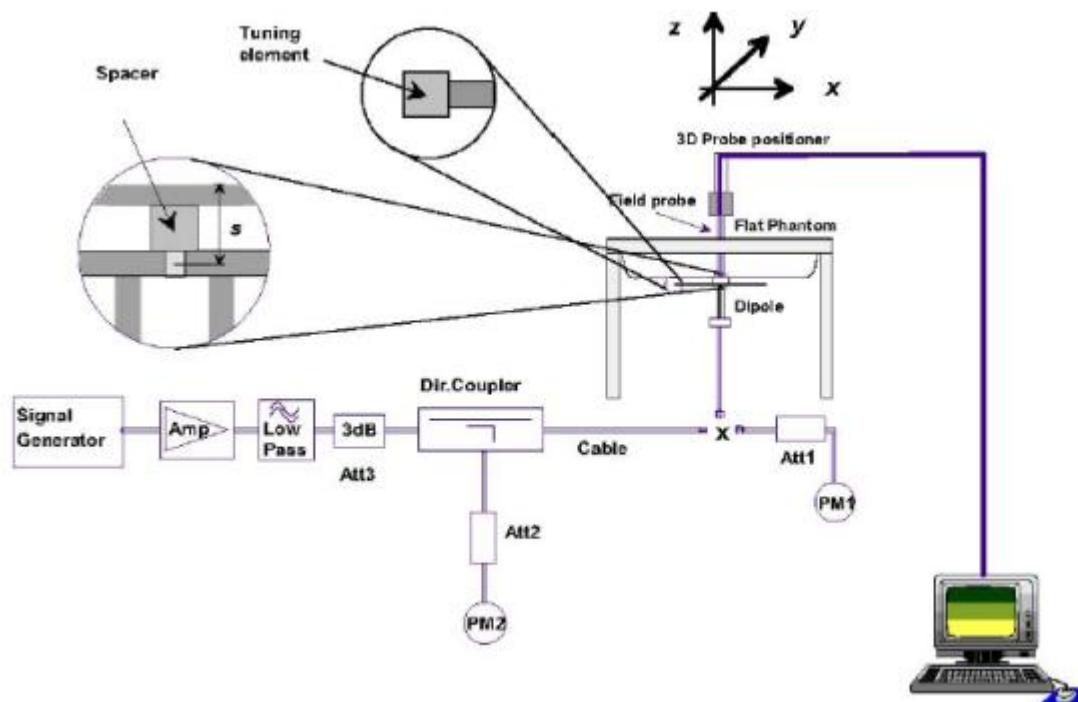 Tuning
element
Spacer
z
y
x
3D Probe positioner
Field probe
s
Flat Phantom
Dipole
Dir.Coupler
Signal
Generator
Amp
Low
Pass
3dB
Att3
Cable
x
Att1
PM1
Att2
PM2